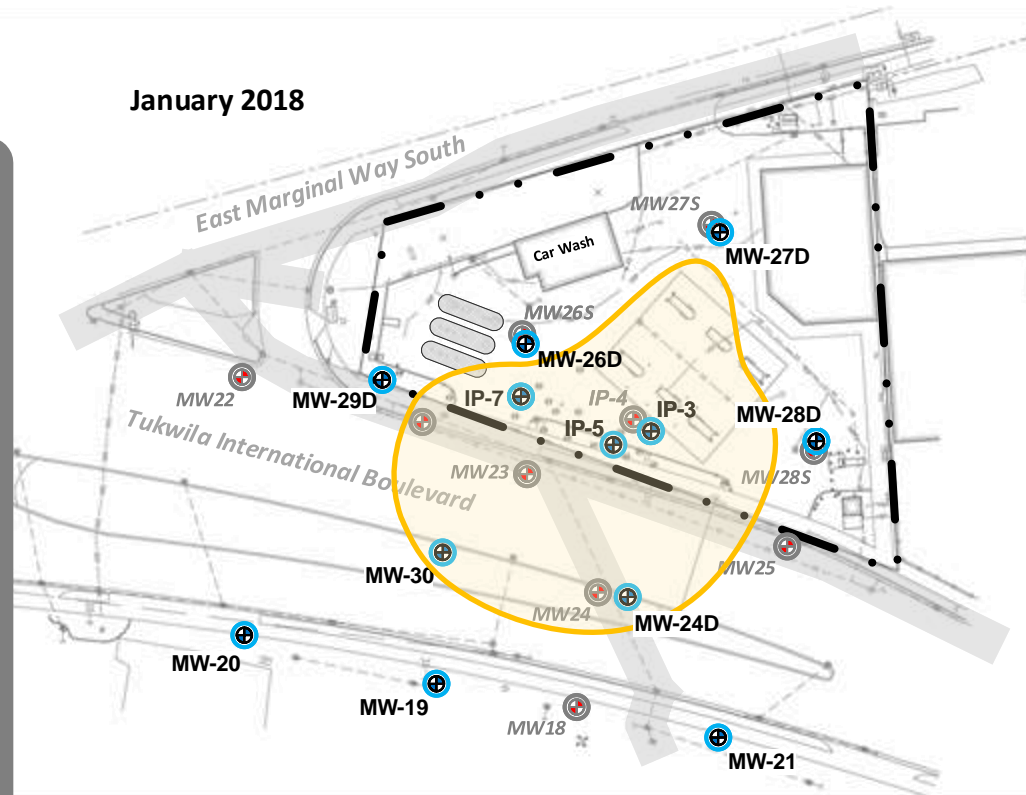 January 2018
East Marginal Way South
MW27S
MW-27D
Car Wash
MW26S
MW-26D
MW22
MW-29D
IP-7
IP-4
IP-3
IP-5
MW-28D
MW28S
Tukwila International Boulevard
MW23
MW25
MW-30
MW24
MW-24D
MW-20
MW-19
MW18
MW-21